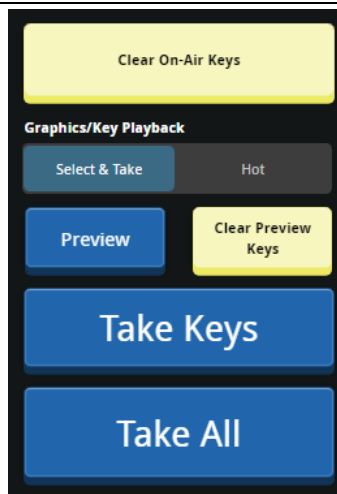 Clear On-Air Keys
Graphics/Key Playback
Select & Take
Hot
Preview
Clear Preview
Keys
Take Keys
Take All